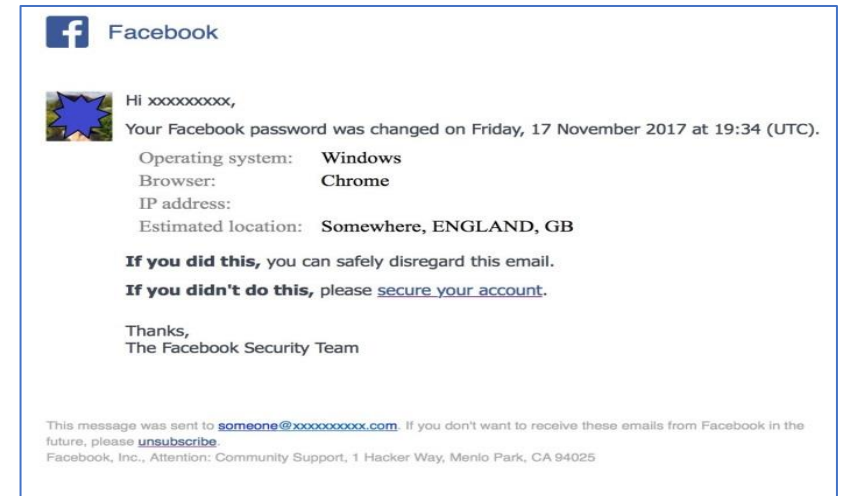 Facebook
Hi xxxxxxxxx,
Your Facebook password was changed on Friday, 17 November 2017 at 19:34 (UTC).
Operating system: Windows
Browser: Chrome
IP address:
Estimated location: Somewhere, ENGLAND, GB
If you did this, you can safely disregard this email.
If you didn't do this, please secure your account.
Thanks,
The Facebook Security Team
This message was sent to someone@xxxxxxxxxx.com. If you don't want to receive these emails from Facebook in the
future, please unsubscribe.
Facebook, Inc., Attention: Community Support, 1 Hacker Way, Menlo Park, CA 94025